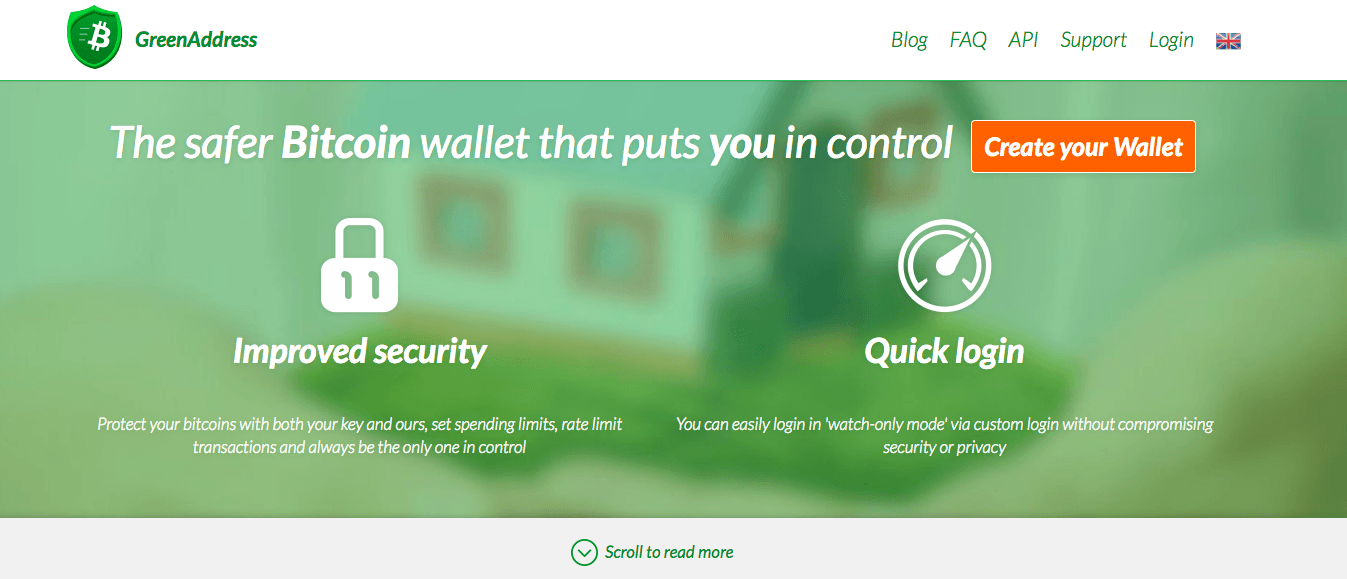 GreenAddress
Blog FAQ API Support Login
The safer Bitcoin wallet that puts you in control
Create your Wallet
Improved security
Protect your bitcoins with both your key and ours, set spending limits, rate limit
transactions and always be the only one in control
Quick login
You can easily login in 'watch-only mode' via custom login without compromising
security or privacy
Scroll to read more